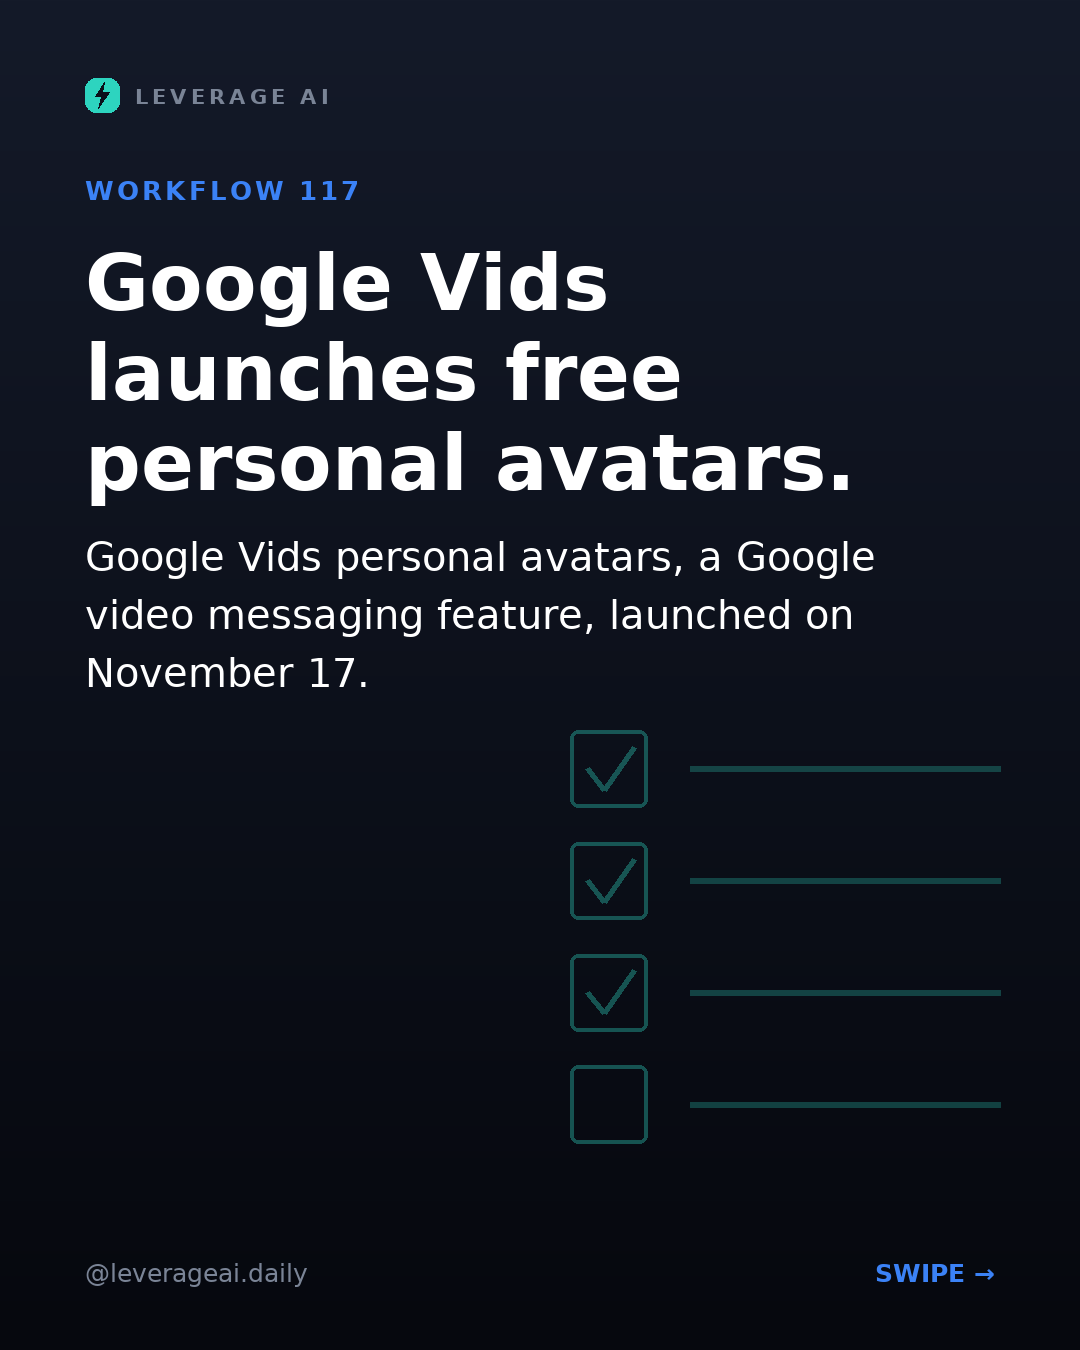 LEVERAGE AI
WORKFLOW 117
Google Vids
launches free
personal avatars.
Google Vids personal avatars, a Google
video messaging feature, launched on
November 17.
@leverageai.daily
SWIPE →